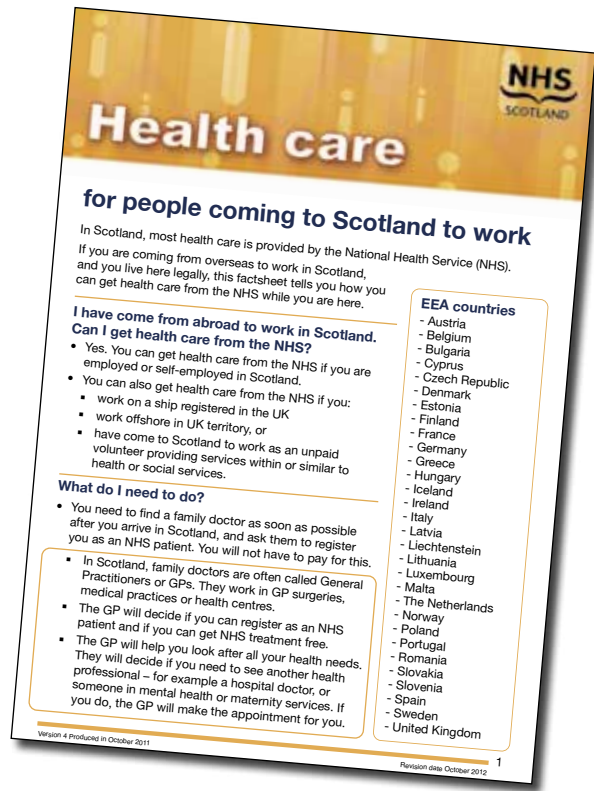 NHS
SCOTLAND
Health care
for people coming to Scotland to work
In Scotland, most health care is provided by the National Health Service (NHS).
If you are coming from overseas to work in Scotland,
and you live here legally, this factsheet tells you how you
can get health care from the NHS while you are here.
I have come from abroad to work in Scotland.
Can I get health care from the NHS?
• Yes. You can get health care from the NHS if you are
employed or self-employed in Scotland.
• You can also get health care from the NHS if you:
▪ work on a ship registered in the UK
▪ work offshore in UK territory, or
▪ have come to Scotland to work as an unpaid
volunteer providing services within or similar to
health or social services.
What do I need to do?
• You need to find a family doctor as soon as possible
after you arrive in Scotland, and ask them to register
you as an NHS patient. You will not have to pay for this.
▪ In Scotland, family doctors are often called General
Practitioners or GPs. They work in GP surgeries,
medical practices or health centres.
▪ The GP will decide if you can register as an NHS
patient and if you can get NHS treatment free.
▪ The GP will help you look after all your health needs.
They will decide if you need to see another health
professional – for example a hospital doctor, or
someone in mental health or maternity services. If
you do, the GP will make the appointment for you.
EEA countries
- Austria
- Belgium
- Bulgaria
- Cyprus
- Czech Republic
- Denmark
- Estonia
- Finland
- France
- Germany
- Greece
- Hungary
- Iceland
- Ireland
- Italy
- Latvia
- Liechtenstein
- Lithuania
- Luxembourg
- Malta
- The Netherlands
- Norway
- Poland
- Portugal
- Romania
- Slovakia
- Slovenia
- Spain
- Sweden
- United Kingdom
Version 4 Produced in October 2011
Revision date October 2012
1